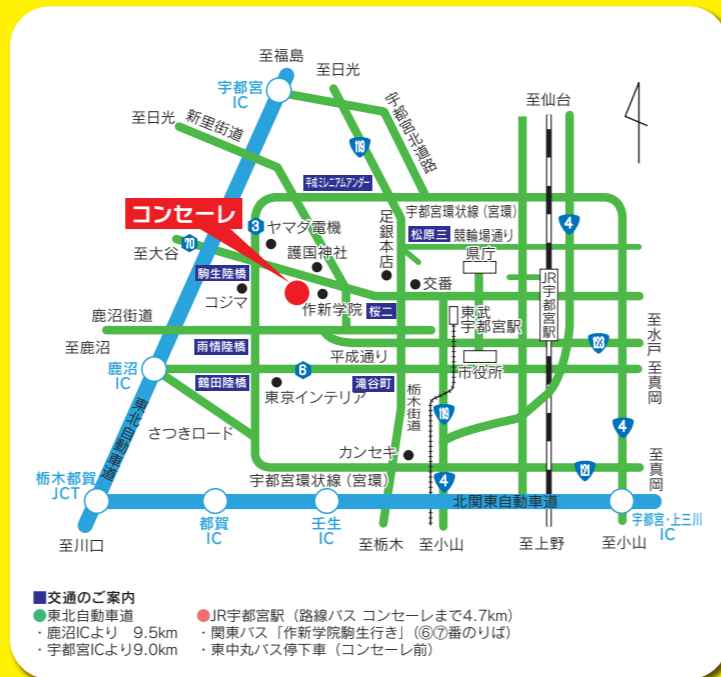 至福島
宇都宮
IC
至日光
至日光
新里街道
宇都宮北道路
至仙台
119
平成ミレニアムアンダー
コンセーレ
3
ヤマダ電機
足銀本店
宇都宮環状線（宮環）
松原三
競輪場通り
4
70
至大谷
護国神社
県庁
駒生陸橋
コジマ
作新学院
桜二
交番
東武
宇都宮駅
JR宇都宮駅
鹿沼街道
至鹿沼
雨情陸橋
平成通り
123
至水戸
鹿沼
IC
6
市役所
至真岡
鶴田陸橋
東京インテリア
滝谷町
栃木街道
119
4
東北自動車道
さつきロード
カンセキ
至真岡
栃木都賀
JCT
宇都宮環状線（宮環）
4
121
北関東自動車道
都賀
IC
壬生
IC
宇都宮・上三川
IC
至川口
至栃木
至小山
至上野
至小山
■交通のご案内
●東北自動車道
・鹿沼ICより　9.5km
・宇都宮ICより9.0km
●JR宇都宮駅（路線バス コンセーレまで4.7km）
・関東バス「作新学院駒生行き」（⑥⑦番のりば）
・東中丸バス停下車（コンセーレ前）